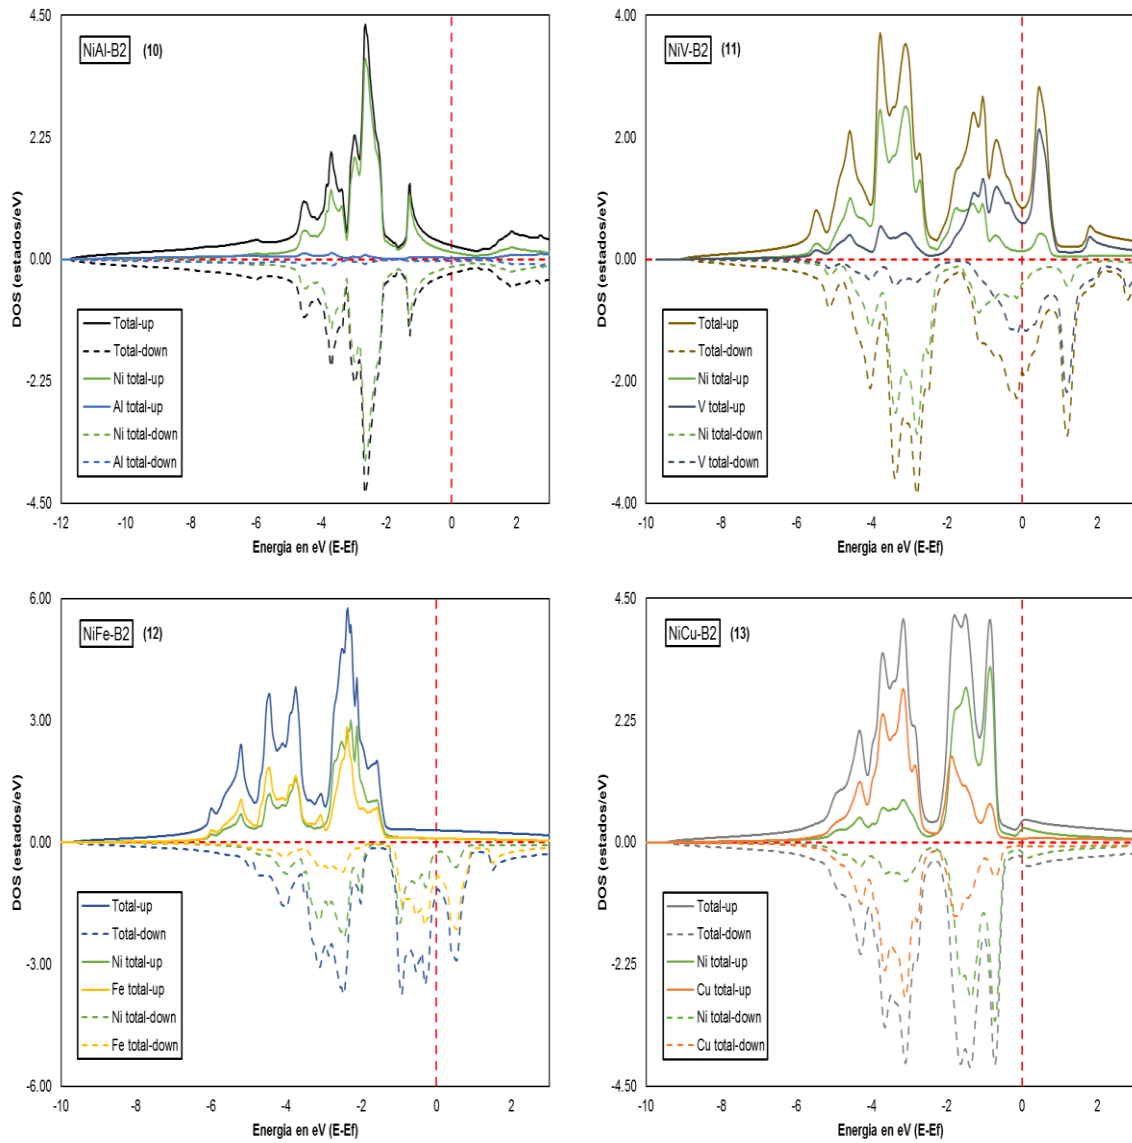 NiAl-B2 (10)
4.50
2.25
0.00
-2.25
-4.50
DOS (estados/eV)
Total-up
Total-down
Ni total-up
Al total-up
Ni total-down
Al total-down
-12 -10 -8 -6 -4 -2 0 2
Energia en eV (E-Ef)
NiV-B2 (11)
4.00
2.00
0.00
-2.00
-4.00
DOS (estados/eV)
Total-up
Total-down
Ni total-up
V total-up
Ni total-down
V total-down
-10 -8 -6 -4 -2 0 2
Energia en eV (E-Ef)
NiFe-B2 (12)
6.00
3.00
0.00
-3.00
-6.00
DOS (estados/eV)
Total-up
Total-down
Ni total-up
Fe total-up
Ni total-down
Fe total-down
-10 -8 -6 -4 -2 0 2
Energia en eV (E-Ef)
NiCu-B2 (13)
4.50
2.25
0.00
-2.25
-4.50
DOS (estados/eV)
Total-up
Total-down
Ni total-up
Cu total-up
Ni total-down
Cu total-down
-10 -8 -6 -4 -2 0 2
Energia en eV (E-Ef)